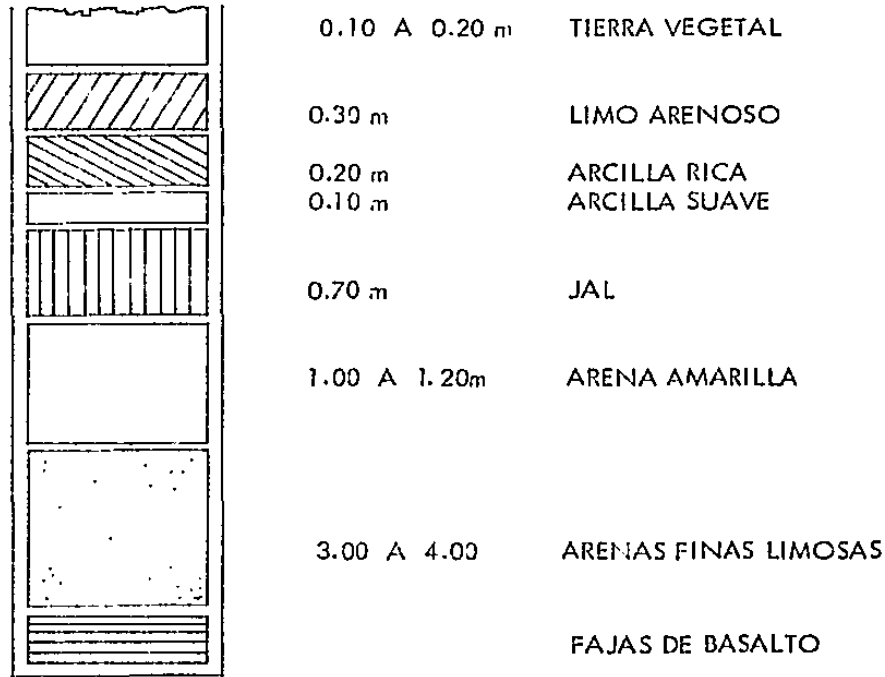 0.10 A 0.20 m TIERRA VEGETAL
0.30 m LIMO ARENOSO
0.20 m ARCILLA RICA
0.10 m ARCILLA SUAVE
0.70 m JAL
1.00 A 1.20m ARENA AMARILLA
3.00 A 4.00 ARENAS FINAS LIMOSAS
FAJAS DE BASALTO